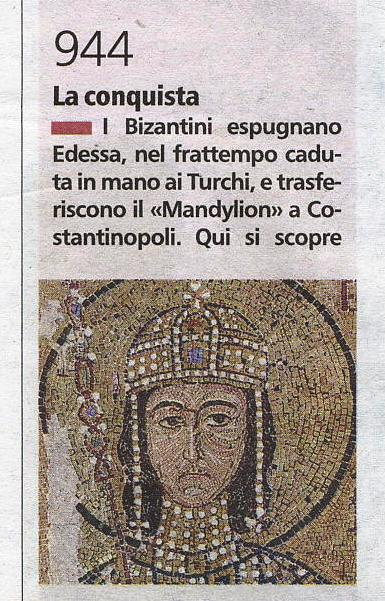 944
La conquista
I Bizantini espugnano
Edessa, nel frattempo cadu-
ta in mano ai Turchi, e trasfe-
riscono il «Mandylion» a Co-
stantinopoli. Qui si scopre